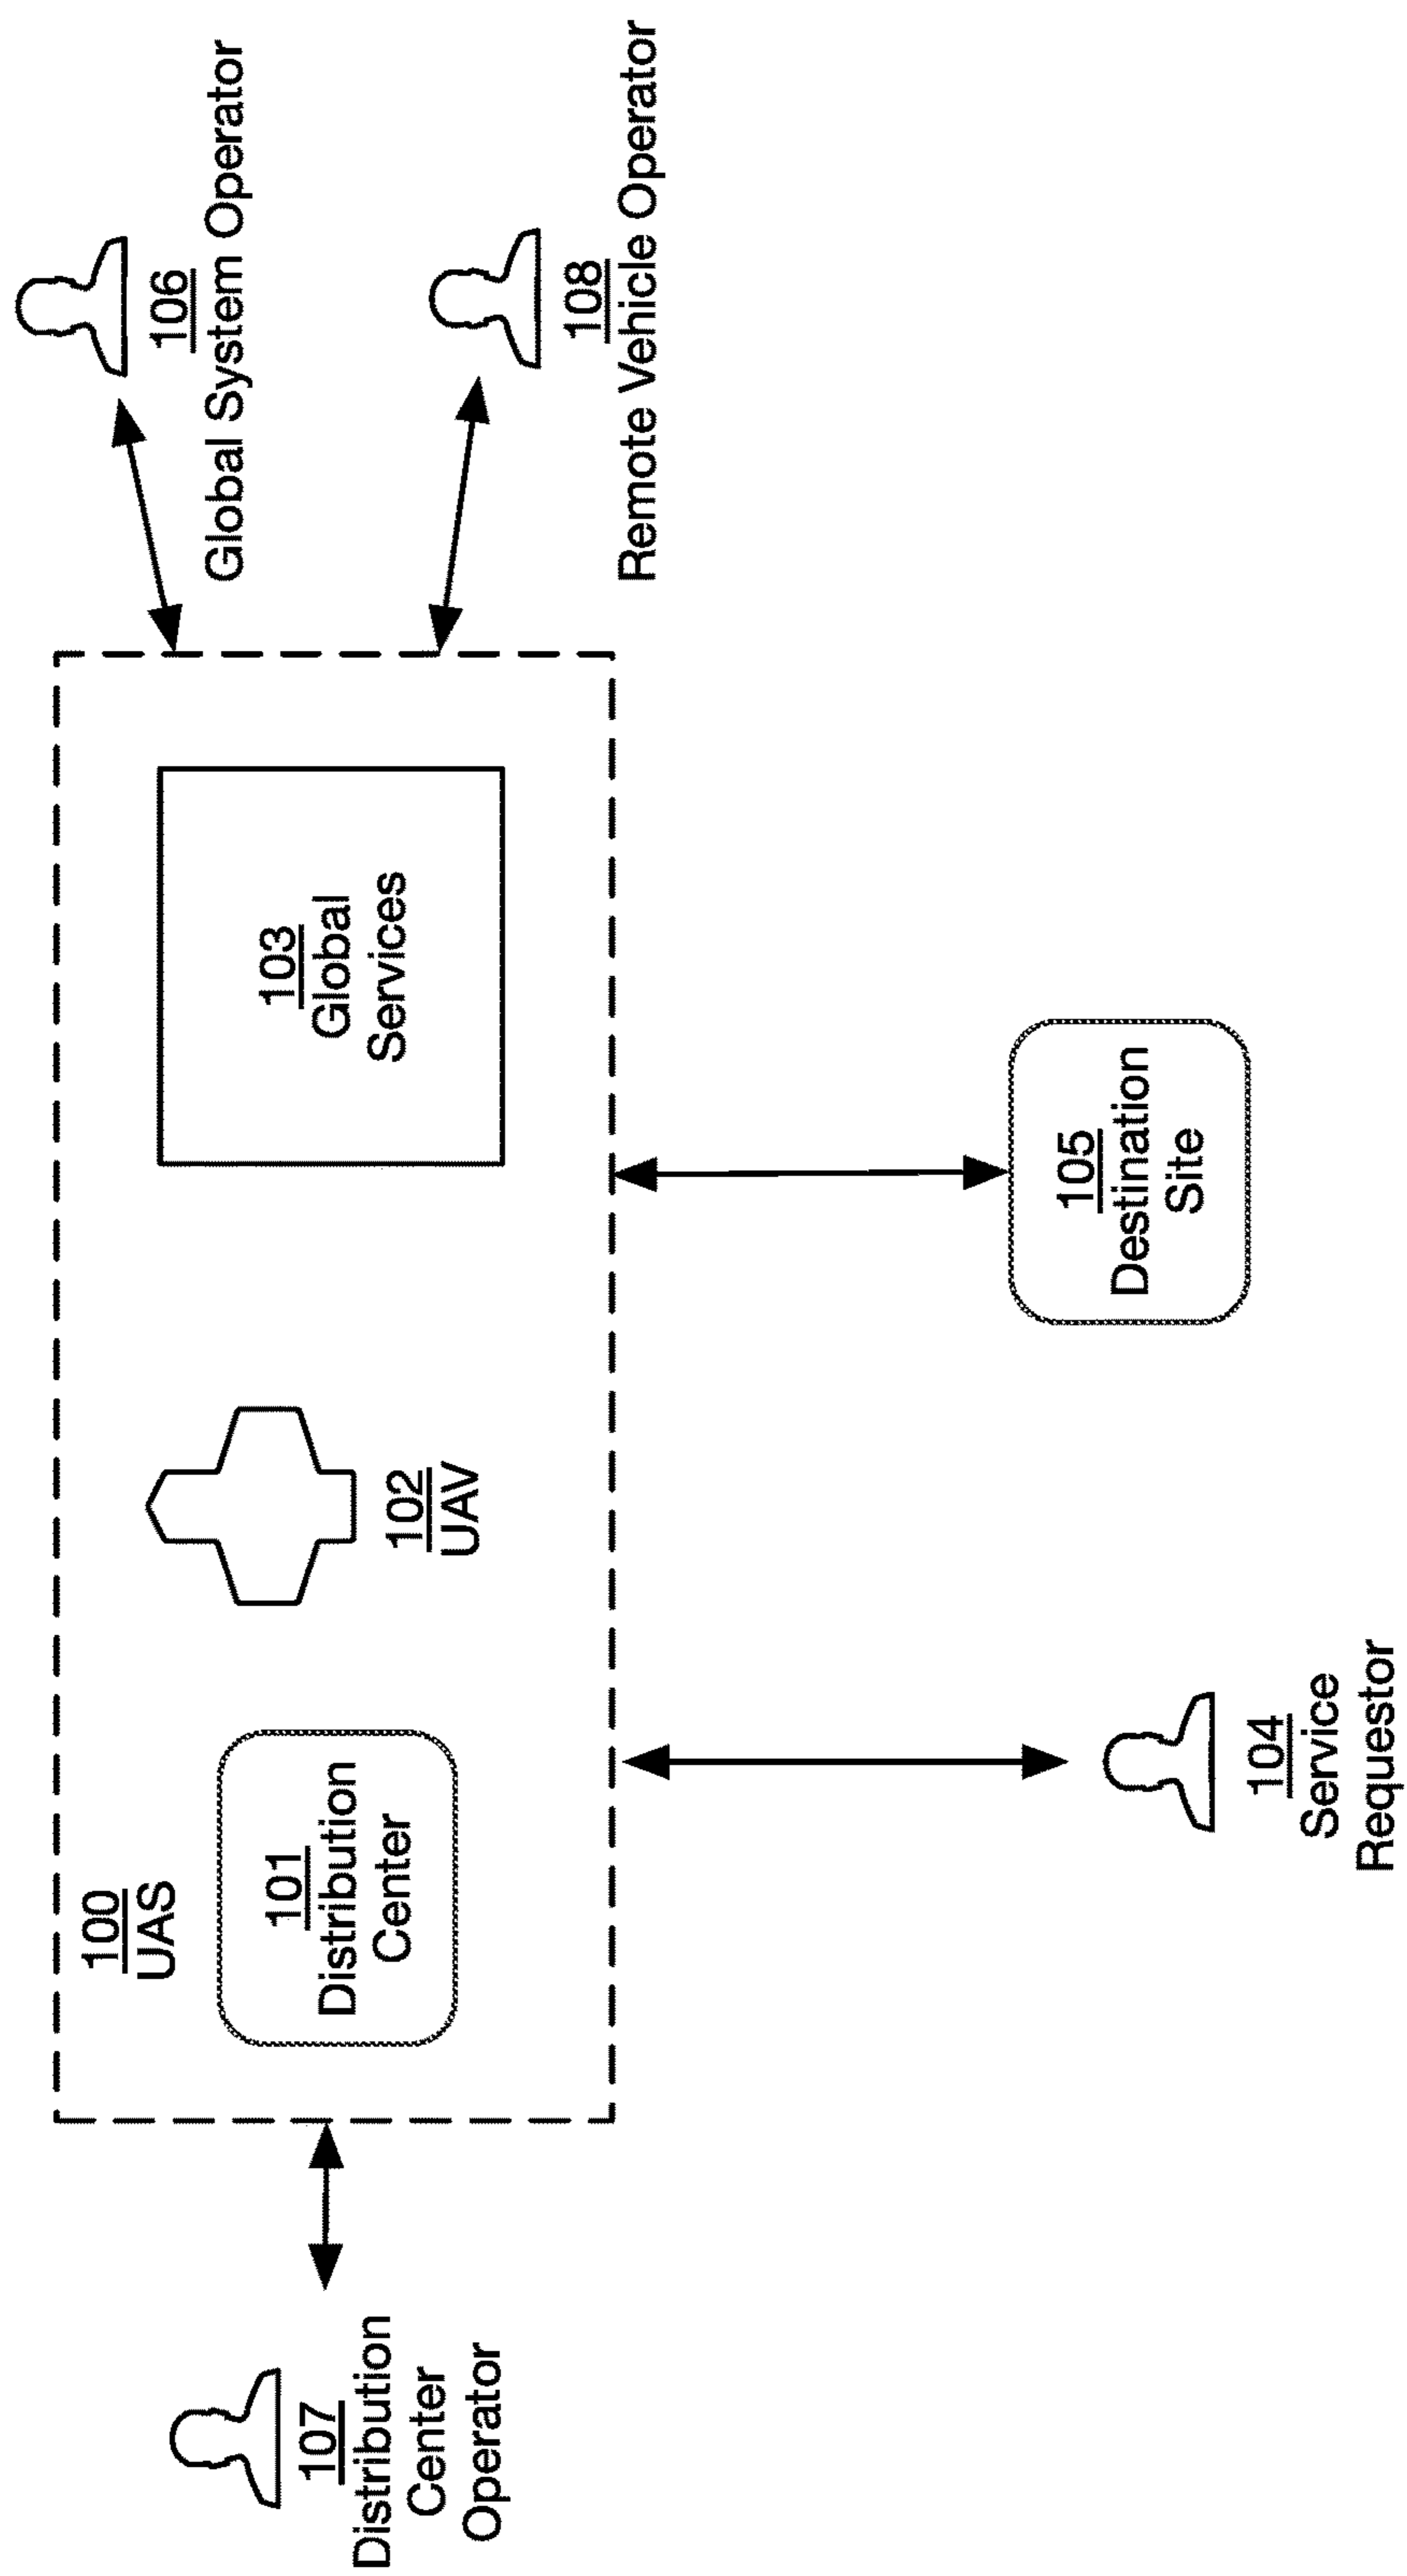 100
UAS
107
Distribution
Center
Operator
101
Distribution
Center
102
UAV
103
Global
Services
106
Global System Operator
108
Remote Vehicle Operator
104
Service
Requestor
105
Destination
Site